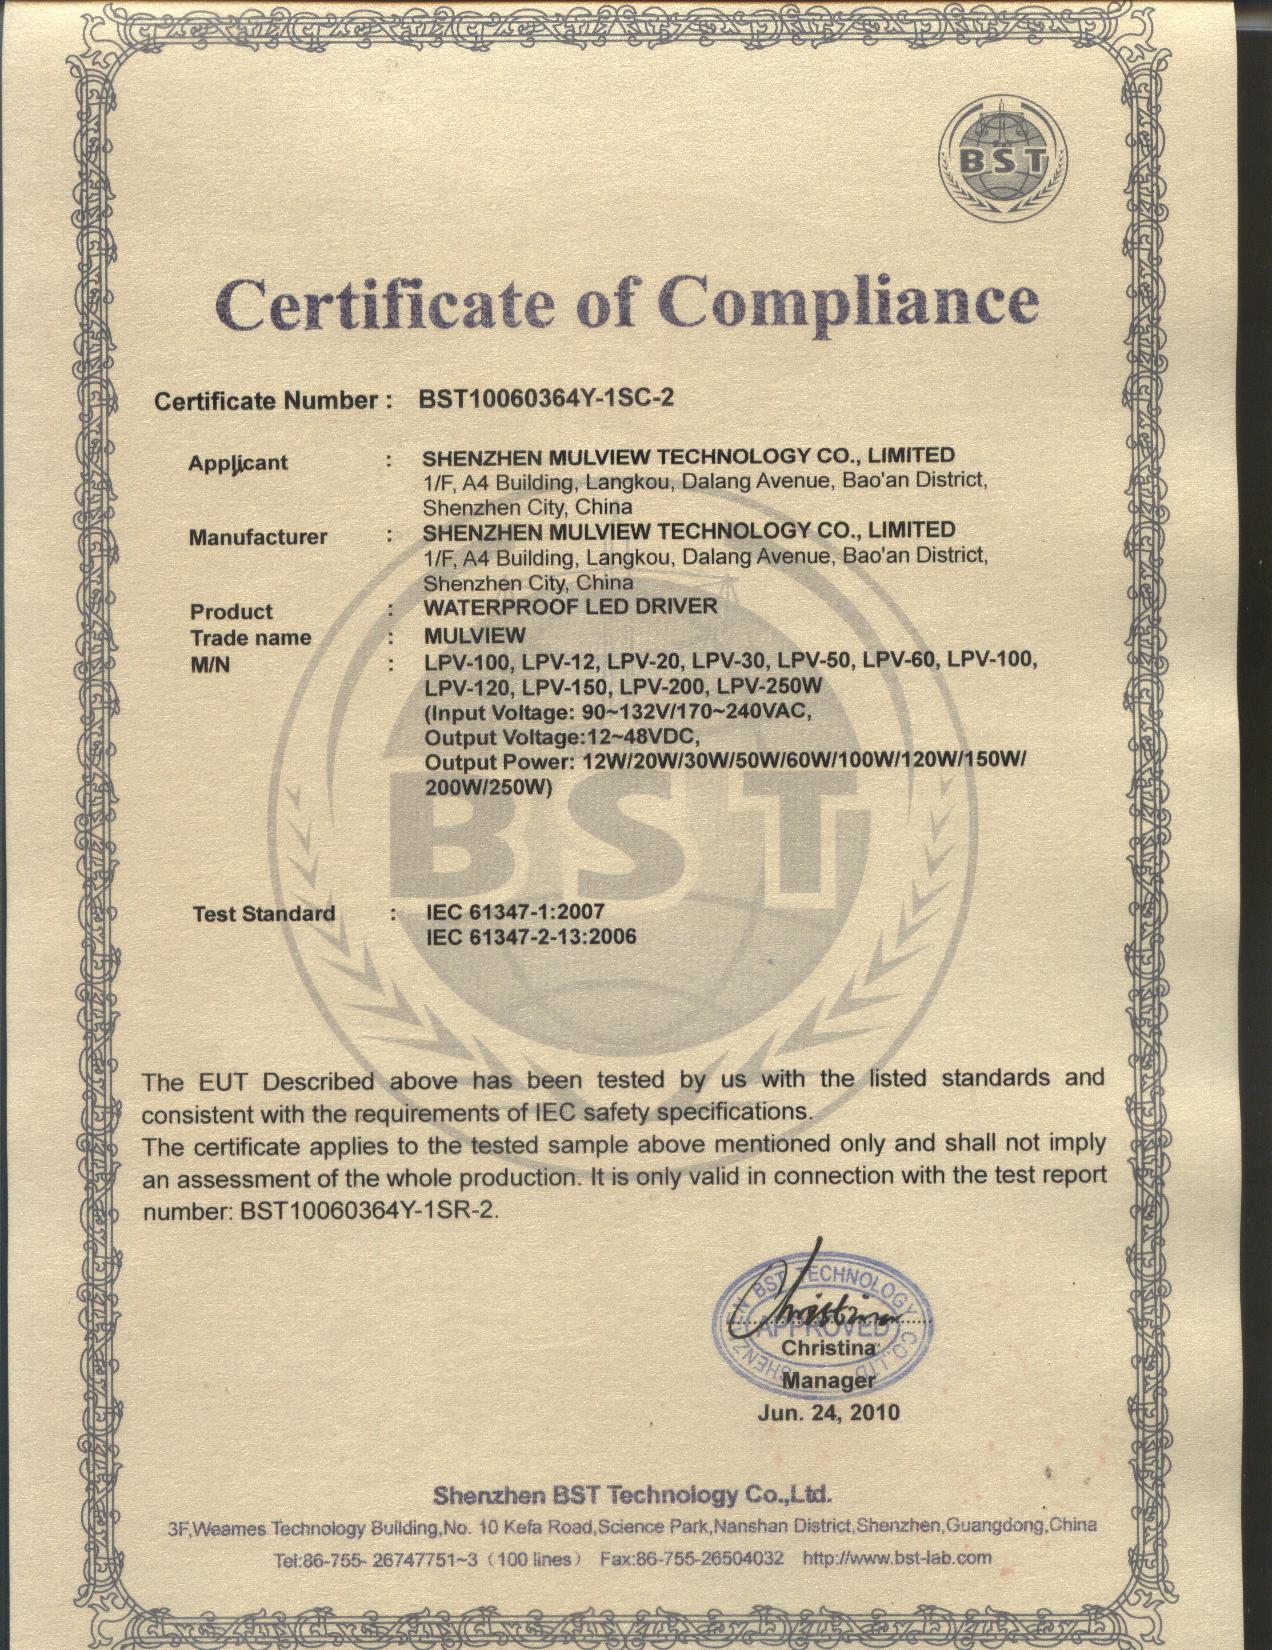 BST
Certificate of Compliance
Certificate Number : BST10060364Y-1SC-2
Applicant : SHENZHEN MULVIEW TECHNOLOGY CO., LIMITED
1/F, A4 Building, Langkou, Dalang Avenue, Bao'an District,
Shenzhen City, China
Manufacturer : SHENZHEN MULVIEW TECHNOLOGY CO., LIMITED
1/F, A4 Building, Langkou, Dalang Avenue, Bao'an District,
Shenzhen City, China
Product : WATERPROOF LED DRIVER
Trade name : MULVIEW
M/N : LPV-100, LPV-12, LPV-20, LPV-30, LPV-50, LPV-60, LPV-100,
LPV-120, LPV-150, LPV-200, LPV-250W
(Input Voltage: 90~132V/170~240VAC,
Output Voltage:12~48VDC,
Output Power: 12W/20W/30W/50W/60W/100W/120W/150W/
200W/250W)
BST
Test Standard : IEC 61347-1:2007
IEC 61347-2-13:2006
The EUT Described above has been tested by us with the listed standards and
consistent with the requirements of IEC safety specifications.
The certificate applies to the tested sample above mentioned only and shall not imply
an assessment of the whole production. It is only valid in connection with the test report
number: BST10060364Y-1SR-2.
SHENZHEN BST TECHNOLOGY CO.,LTD
Christina
APPROVED
Christina
Manager
Jun. 24, 2010
Shenzhen BST Technology Co.,Ltd.
3F,Weames Technology Building,No. 10 Kefa Road,Science Park,Nanshan District,Shenzhen,Guangdong,China
Tel:86-755- 26747751~3（100 lines） Fax:86-755-26504032 http://www.bst-lab.com